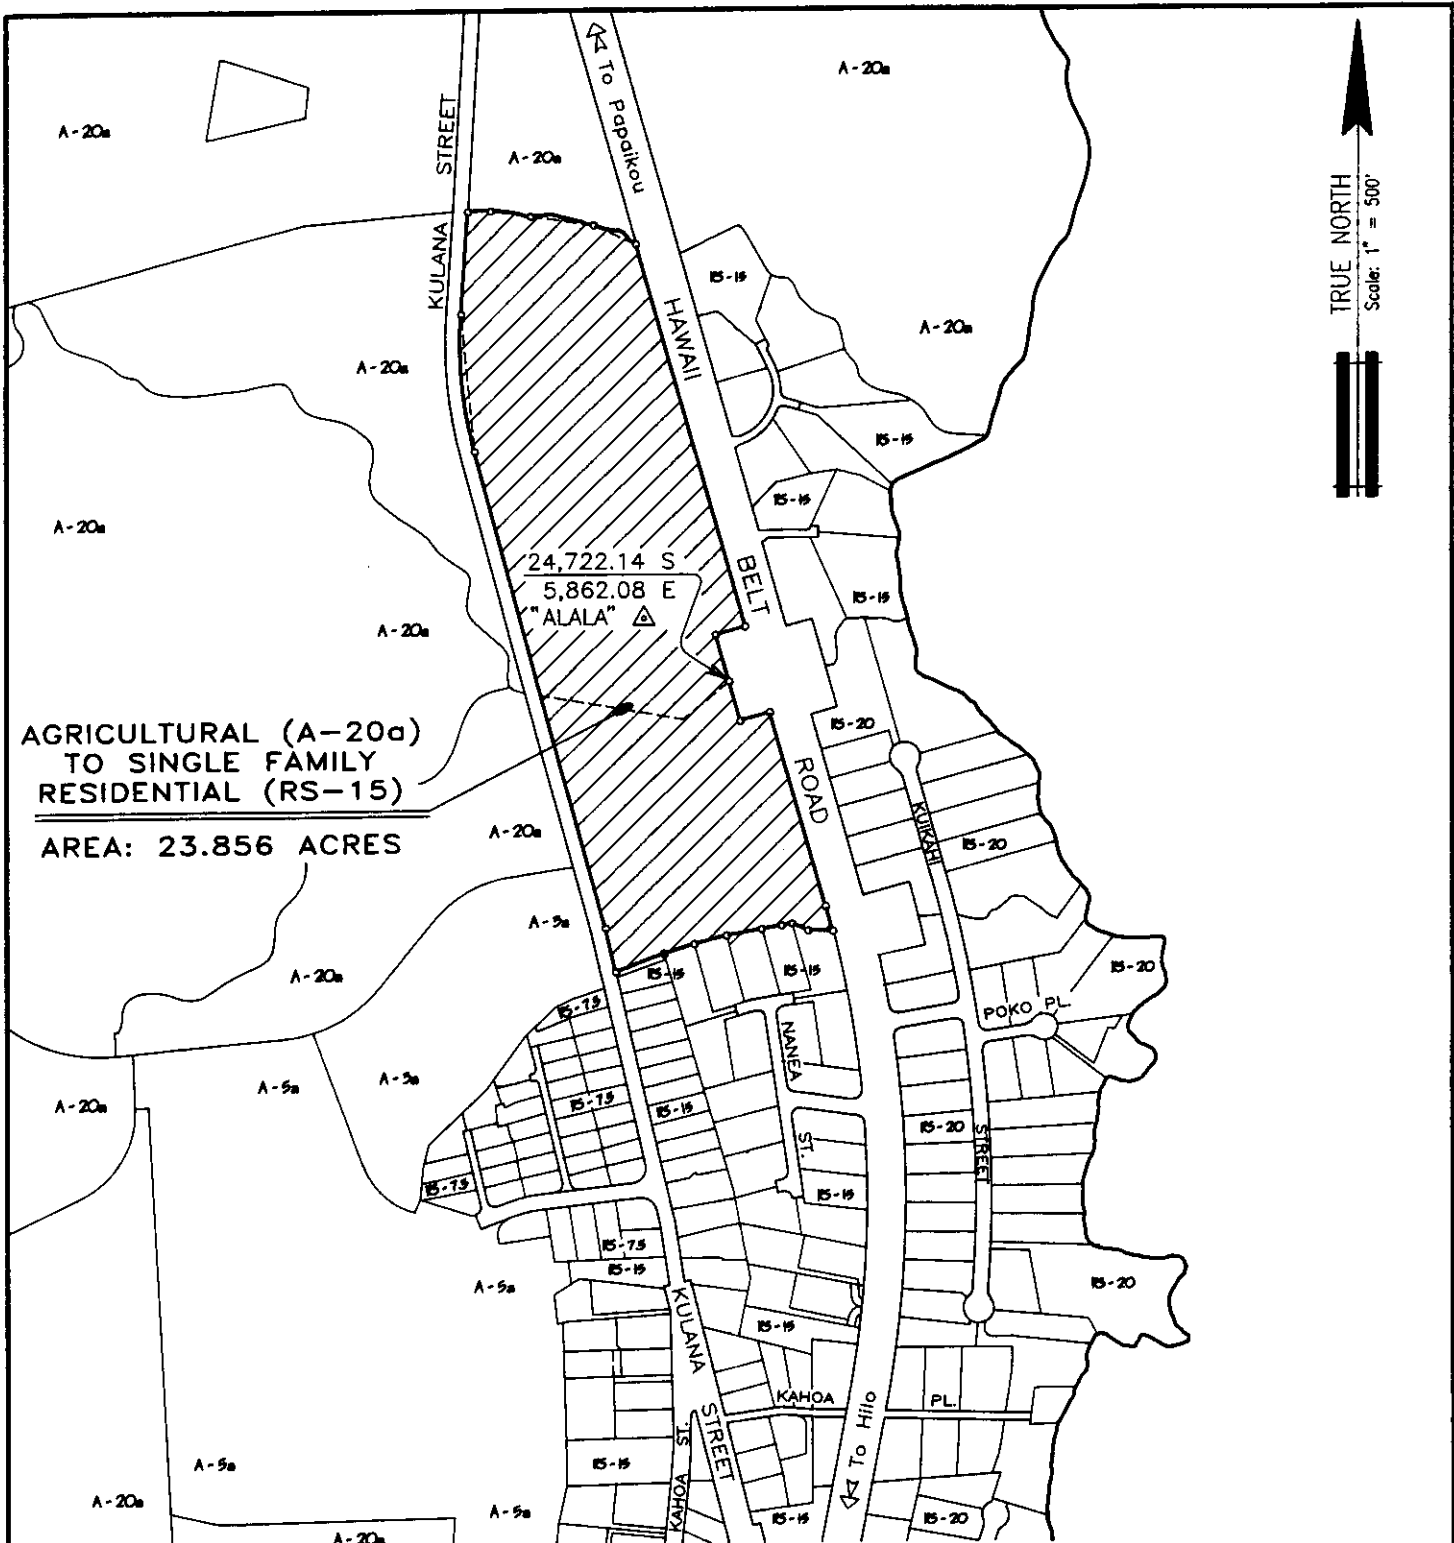 To Papaikou
A-20a
A-20a
KULANA STREET
A-20a
TRUE NORTH
Scale: 1" = 500'
RS-15
HAWAII
A-20a
A-20a
RS-15
RS-15
A-20a
24,722.14 S
5,862.08 E
"ALALA"
BELT
RS-15
A-20a
AGRICULTURAL (A-20a)
TO SINGLE FAMILY
RESIDENTIAL (RS-15)
AREA: 23.856 ACRES
RS-20
ROAD
KUIKAHI
A-20a
RS-20
A-3a
A-20a
RS-15
RS-15
RS-20
RS-7.5
POKO PL.
NANEA
A-20a
A-5a
A-3a
RS-7.5
RS-15
RS-20
STREET
ST.
RS-7.5
RS-15
RS-7.5
RS-15
A-5a
RS-20
KULANA
RS-15
KAHOA
PL.
STREET
To Hilo
KAHOA ST.
A-5a
RS-15
A-20a
A-5a
RS-15
RS-20
A-20a